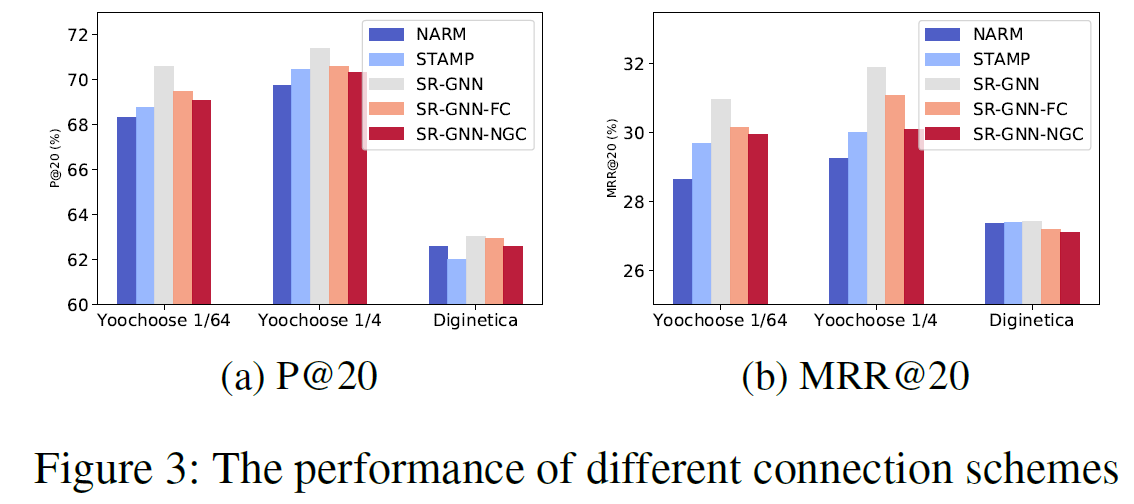 72
70
68
66
64
62
60
P@20 (%)
NARM
STAMP
SR-GNN
SR-GNN-FC
SR-GNN-NGC
Yoochoose 1/64
Yoochoose 1/4
Diginetica
(a) P@20
32
30
28
26
MRR@20 (%)
NARM
STAMP
SR-GNN
SR-GNN-FC
SR-GNN-NGC
Yoochoose 1/64
Yoochoose 1/4
Diginetica
(b) MRR@20
Figure 3: The performance of different connection schemes